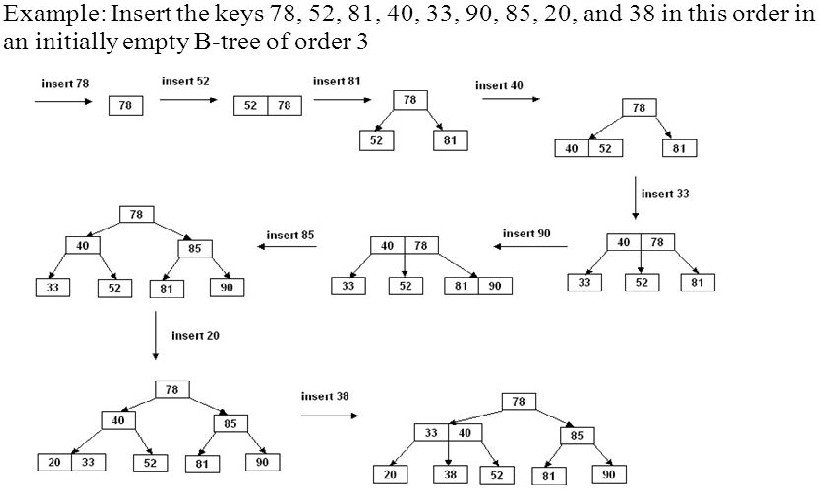 Example: Insert the keys 78, 52, 81, 40, 33, 90, 85, 20, and 38 in this order in
an initially empty B-tree of order 3
insert 78
78
insert 52
52 78
insert 81
78
52 81
insert 40
78
40 52 81
insert 33
40 78
33 52 81
insert 90
40 78
33 52 81 90
insert 85
78
40 85
33 52 81 90
insert 20
78
40 85
20 33 52 81 90
insert 38
78
33 40 85
20 38 52 81 90